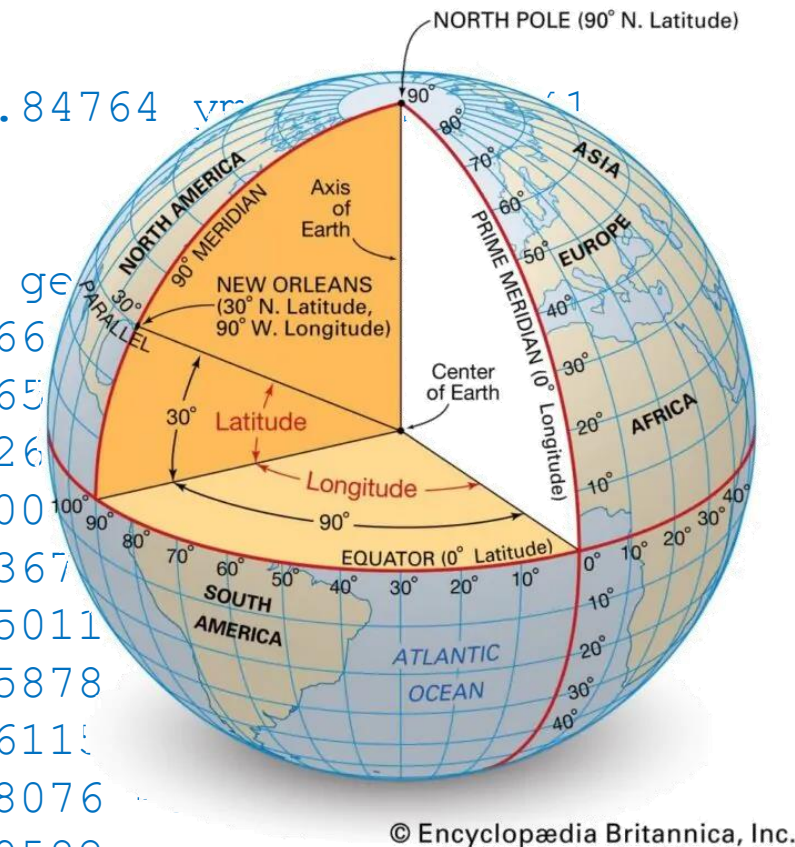 NORTH POLE (90° N. Latitude)
.84764
90°
80°
70°
60°
50°
40°
30°
20°
10°
ASIA
EUROPE
AFRICA
NORTH AMERICA
90° MERIDIAN
Axis
of
Earth
PRIME MERIDIAN (0° Longitude)
ge
30°
PARALLEL
NEW ORLEANS
(30° N. Latitude,
90° W. Longitude)
66
65
26
00
367
5011
5878
6115
8076
Center
of Earth
30°
Latitude
Longitude
90°
EQUATOR (0° Latitude)
100°
90°
80°
70°
60°
50°
40°
30°
20°
10°
0°
10°
20°
30°
40°
10°
20°
30°
40°
SOUTH
AMERICA
ATLANTIC
OCEAN
© Encyclopædia Britannica, Inc.